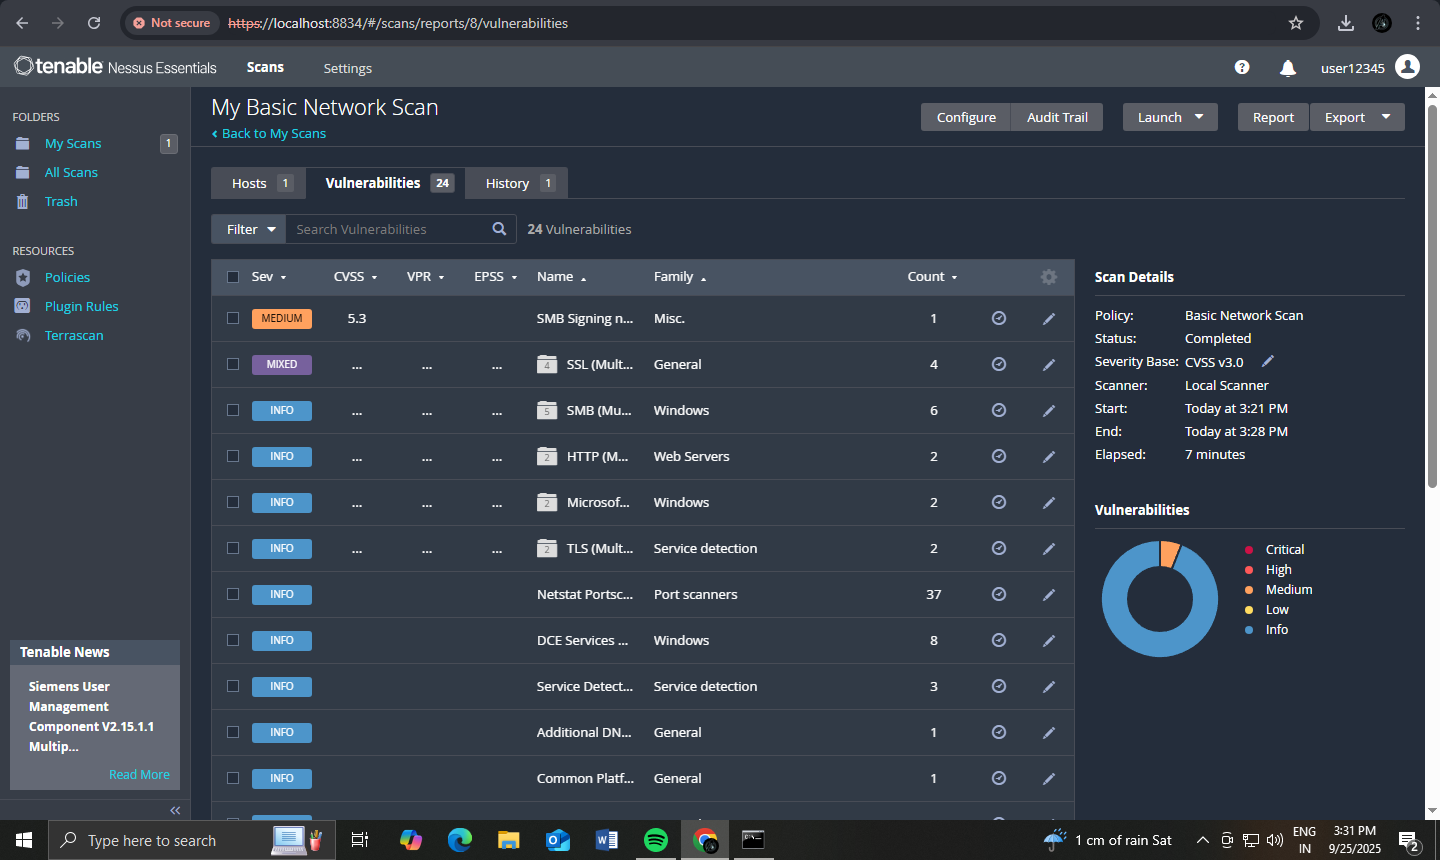 Not secure https://localhost:8834/#/scans/reports/8/vulnerabilities
tenable Nessus Essentials Scans Settings user12345
FOLDERS
My Scans 1
All Scans
Trash
RESOURCES
Policies
Plugin Rules
Terrascan
Tenable News
Siemens User
Management
Component V2.15.1.1
Multip...
Read More
My Basic Network Scan
Back to My Scans
Configure Audit Trail Launch Report Export
Hosts 1 Vulnerabilities 24 History 1
Filter Search Vulnerabilities 24 Vulnerabilities
Sev CVSS VPR EPSS Name Family Count
MEDIUM 5.3 SMB Signing n... Misc. 1
MIXED ... ... ... 4 SSL (Mult... General 4
INFO ... ... ... 5 SMB (Mu... Windows 6
INFO ... ... ... 2 HTTP (M... Web Servers 2
INFO ... ... ... 2 Microsof... Windows 2
INFO ... ... ... 2 TLS (Mult... Service detection 2
INFO Netstat Portsc... Port scanners 37
INFO DCE Services ... Windows 8
INFO Service Detect... Service detection 3
INFO Additional DN... General 1
INFO Common Platf... General 1
Scan Details
Policy: Basic Network Scan
Status: Completed
Severity Base: CVSS v3.0
Scanner: Local Scanner
Start: Today at 3:21 PM
End: Today at 3:28 PM
Elapsed: 7 minutes
Vulnerabilities
Critical
High
Medium
Low
Info
Type here to search
1 cm of rain Sat
ENG
IN
3:31 PM
9/25/2025
2